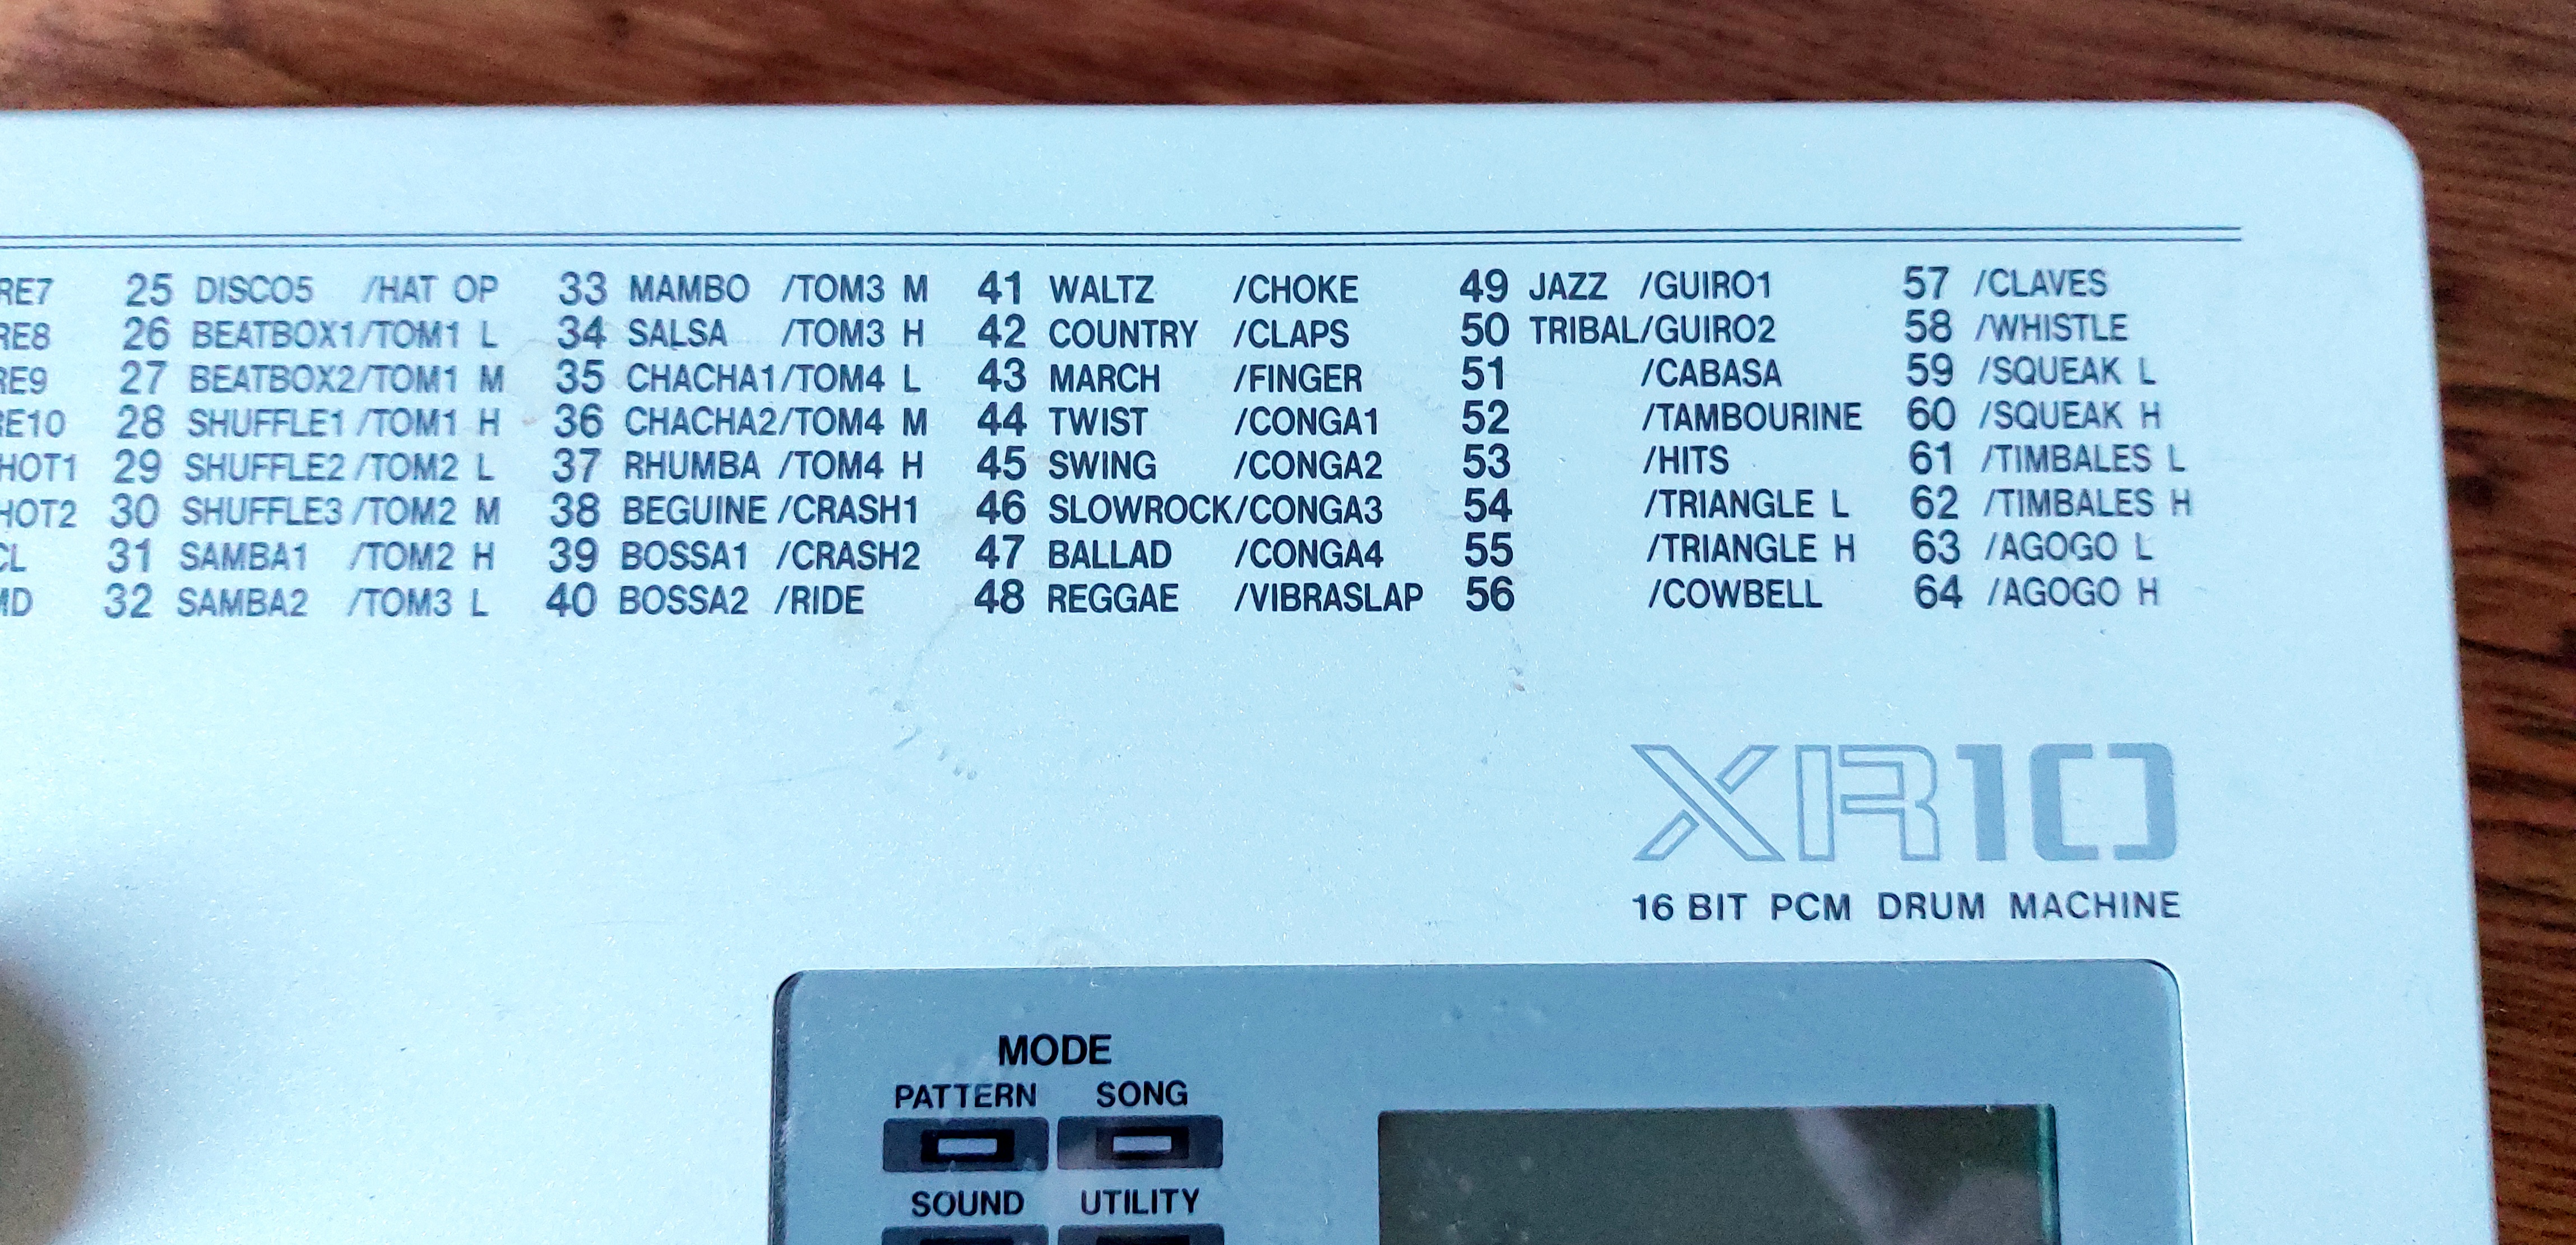 RE7 25 DISCO5 /HAT OP 33 MAMBO /TOM3 M 41 WALTZ /CHOKE 49 JAZZ /GUIRO1 57 /CLAVES
RE8 26 BEATBOX1/TOM1 L 34 SALSA /TOM3 H 42 COUNTRY /CLAPS 50 TRIBAL/GUIRO2 58 /WHISTLE
RE9 27 BEATBOX2/TOM1 M 35 CHACHA1/TOM4 L 43 MARCH /FINGER 51 /CABASA 59 /SQUEAK L
RE10 28 SHUFFLE1/TOM1 H 36 CHACHA2/TOM4 M 44 TWIST /CONGA1 52 /TAMBOURINE 60 /SQUEAK H
HOT1 29 SHUFFLE2/TOM2 L 37 RHUMBA /TOM4 H 45 SWING /CONGA2 53 /HITS 61 /TIMBALES L
HOT2 30 SHUFFLE3/TOM2 M 38 BEGUINE/CRASH1 46 SLOWROCK/CONGA3 54 /TRIANGLE L 62 /TIMBALES H
CL 31 SAMBA1 /TOM2 H 39 BOSSA1 /CRASH2 47 BALLAD /CONGA4 55 /TRIANGLE H 63 /AGOGO L
MD 32 SAMBA2 /TOM3 L 40 BOSSA2 /RIDE 48 REGGAE /VIBRASLAP 56 /COWBELL 64 /AGOGO H
XR10
16 BIT PCM DRUM MACHINE
MODE
PATTERN SONG
SOUND UTILITY